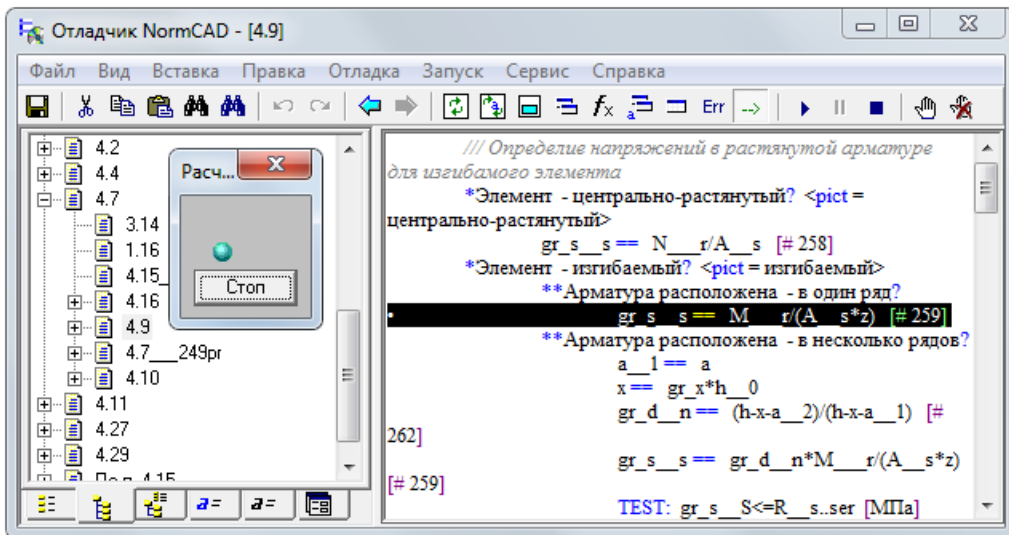 Отладчик NormCAD - [4.9]
Файл Вид Вставка Правка Отладка Запуск Сервис Справка
Err
4.2
4.4
4.7
3.14
1.16
4.15_
4.16
4.9
4.7___249pr
4.10
4.11
4.27
4.29
a=
a=
Расч...
Стоп
/// Определие напряжений в растянутой арматуре
для изгибамого элемента
*Элемент - центрально-растянутый? <pict =
центрально-растянутый>
gr_s__s == N___r/A__s [# 258]
*Элемент - изгибаемый? <pict = изгибаемый>
**Арматура расположена - в один ряд?
gr_s__s == M___r/(A__s*z) [# 259]
**Арматура расположена - в несколько рядов?
a__1 == a
x == gr_x*h__0
gr_d__n == (h-x-a__2)/(h-x-a__1) [#
262]
gr_s__s == gr_d__n*M___r/(A__s*z)
[# 259]
TEST: gr_s__S<=R__s..ser [МПа]